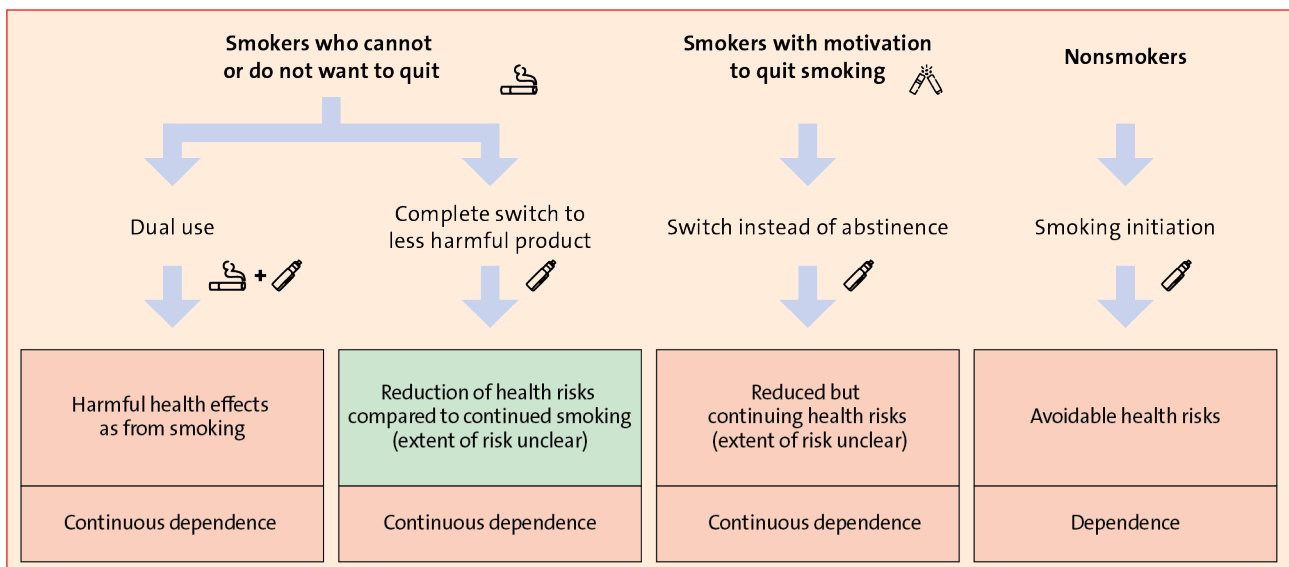 Smokers who cannot
or do not want to quit
Smokers with motivation
to quit smoking
Nonsmokers
Dual use
Complete switch to
less harmful product
Switch instead of abstinence
Smoking initiation
+
Harmful health effects
as from smoking
Reduction of health risks
compared to continued smoking
(extent of risk unclear)
Reduced but
continuing health risks
(extent of risk unclear)
Avoidable health risks
Continuous dependence
Continuous dependence
Continuous dependence
Dependence